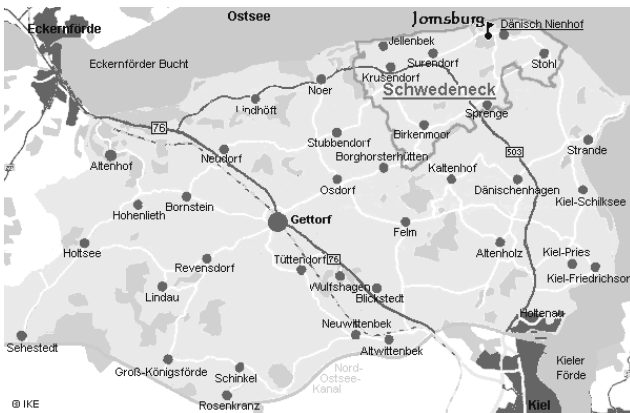 Ostsee
Jomsburg
Dänisch Nienhof
Eckernförde
Jellenbek
Surendorf
Stohl
Eckernförder Bucht
Krusendorf
Noer
Schwedeneck
Lindhöft
Sprenge
76
Stubbendorf
Birkenmoor
503
Strande
Neudorf
Borghorsterhütten
Altenhof
Kaltenhof
Osdorf
Dänischenhagen
Bornstein
Kiel-Schilksee
Hohenlieth
Gettorf
Felm
Holtsee
Altenholz
Kiel-Pries
Tüttendorf
76
Revensdorf
Kiel-Friedrichsor
Wulfshagen
Lindau
Blickstedt
Holtenau
Neuwittenbek
Sehestedt
Altwittenbek
Groß-Königsförde
Nord-
Ostsee-
Kanal
Schinkel
Kieler
Förde
Rosenkranz
Kiel
© IKE